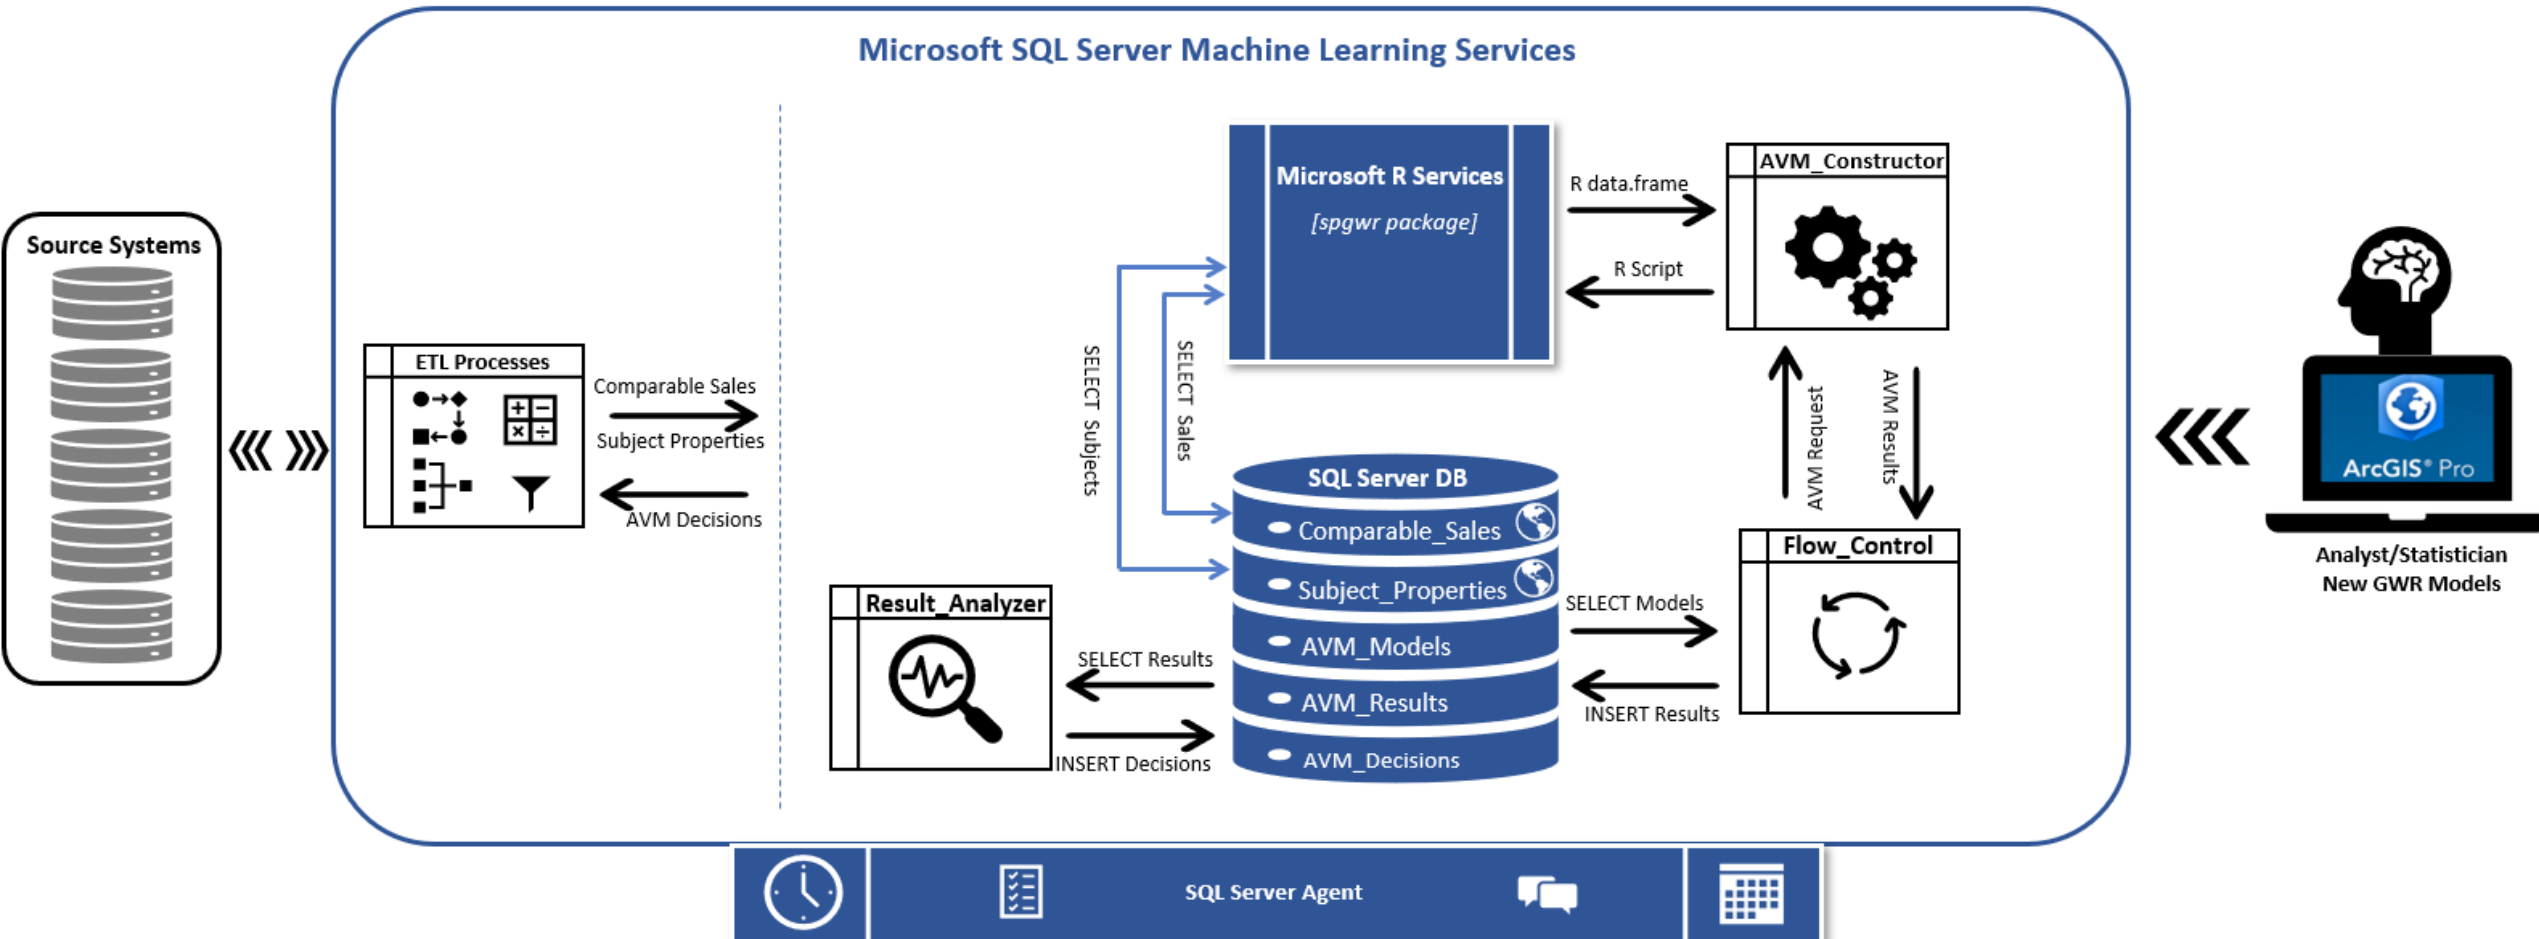 Microsoft SQL Server Machine Learning Services
Source Systems
ETL Processes
Comparable Sales
Subject Properties
AVM Decisions
Microsoft R Services
[spgwr package]
R data.frame
R Script
AVM_Constructor
SELECT Subjects
SELECT Sales
AVM Request
AVM Results
SQL Server DB
Comparable_Sales
Subject_Properties
AVM_Models
AVM_Results
AVM_Decisions
Result_Analyzer
SELECT Results
INSERT Decisions
SELECT Models
INSERT Results
Flow_Control
ArcGIS® Pro
Analyst/Statistician
New GWR Models
SQL Server Agent